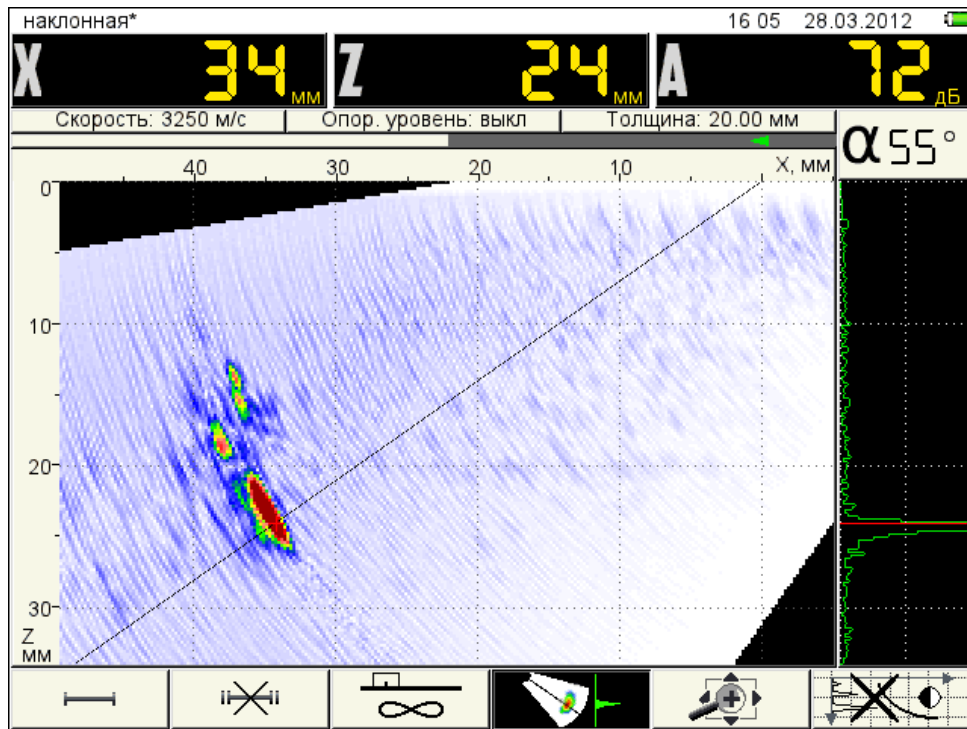 наклонная* 16 05 28.03.2012
X 34 мм Z 24 мм A 72 дБ
Скорость: 3250 м/с Опор. уровень: выкл Толщина: 20.00 мм
α 55°
40 30 20 10 X, мм
0
10
20
30
Z
мм